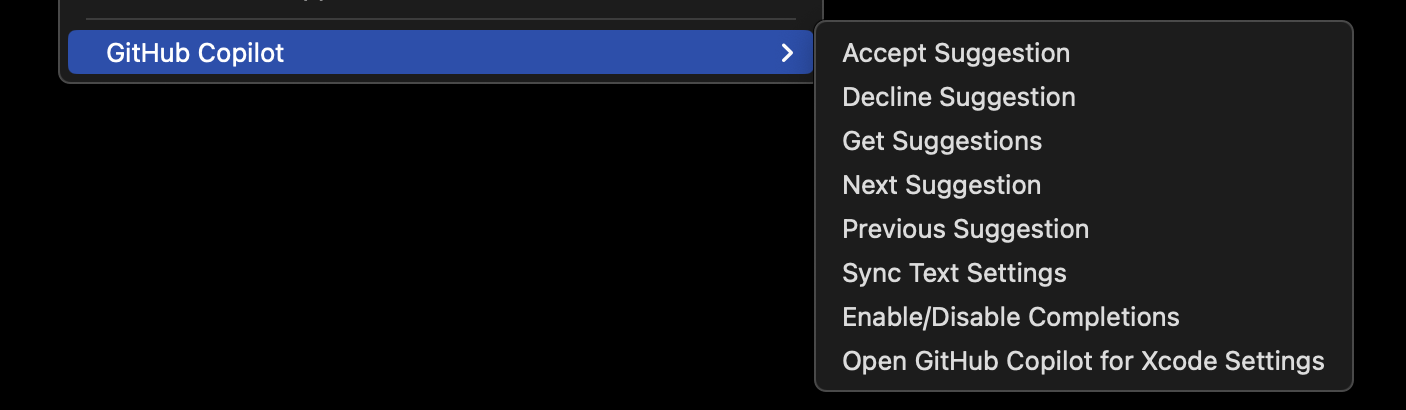 GitHub Copilot
Accept Suggestion
Decline Suggestion
Get Suggestions
Next Suggestion
Previous Suggestion
Sync Text Settings
Enable/Disable Completions
Open GitHub Copilot for Xcode Settings